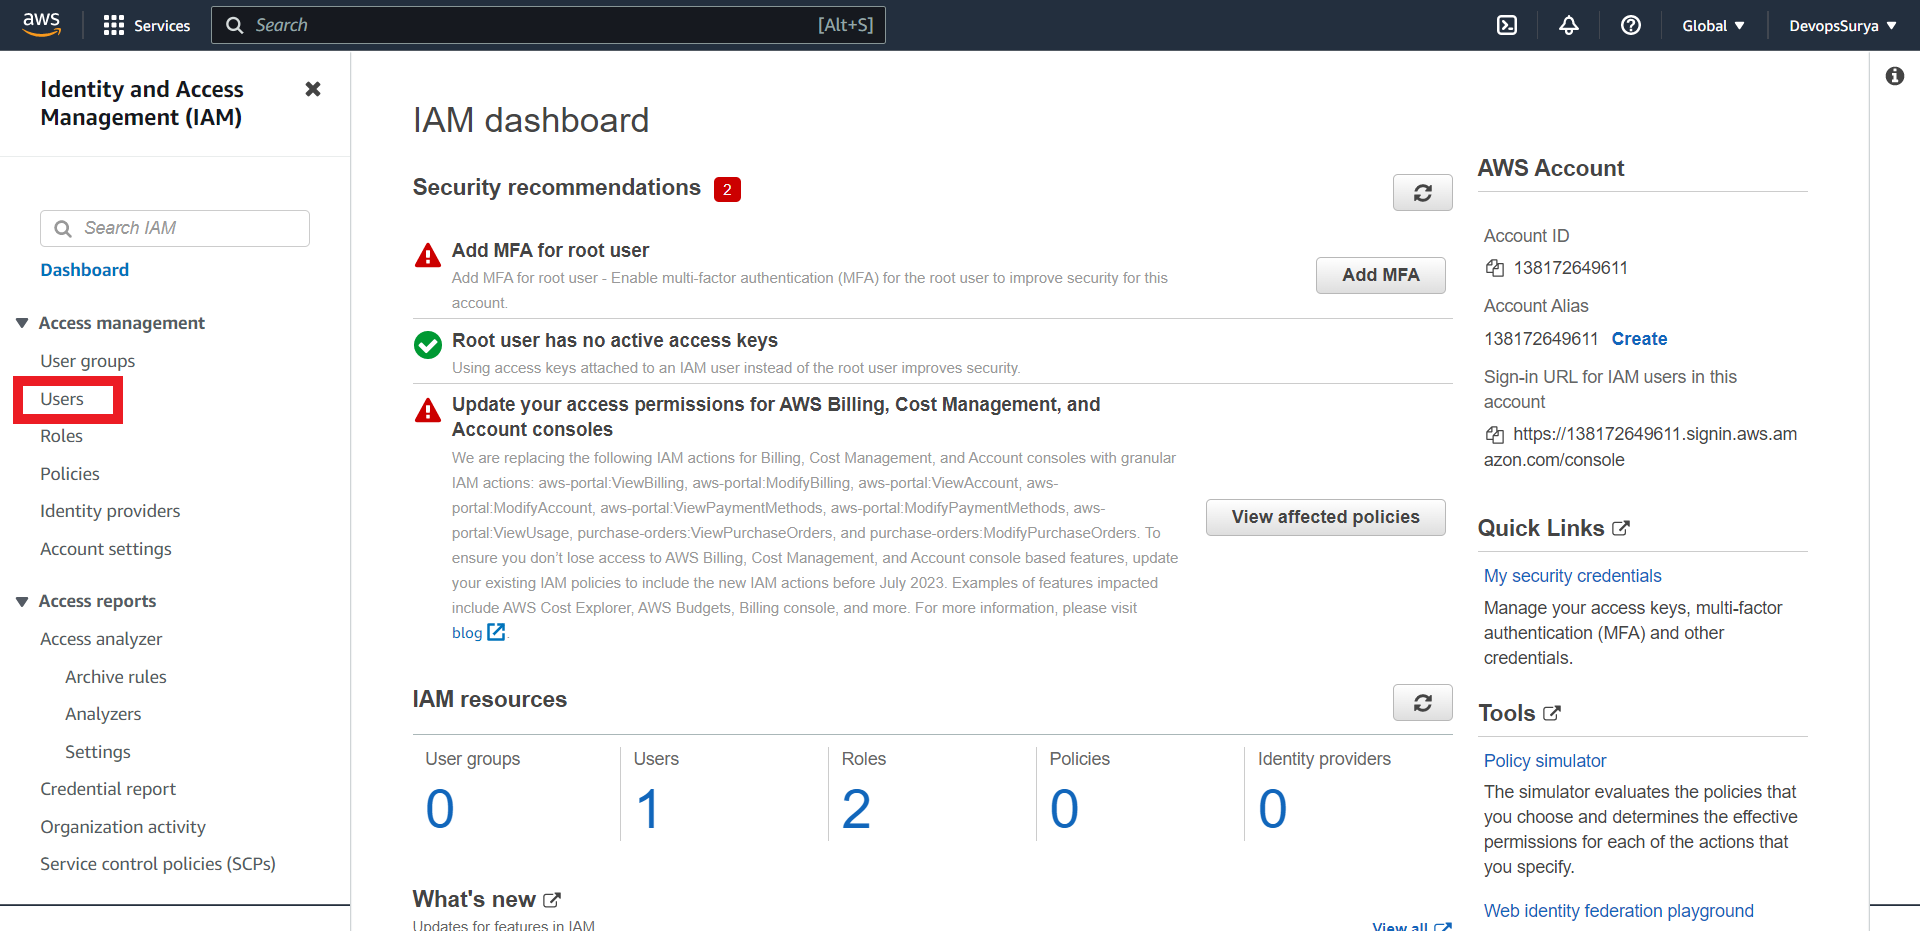 aws
Services
Search
[Alt+S]
Global
DevopsSurya
Identity and Access
Management (IAM)
Search IAM
Dashboard
Access management
User groups
Users
Roles
Policies
Identity providers
Account settings
Access reports
Access analyzer
Archive rules
Analyzers
Settings
Credential report
Organization activity
Service control policies (SCPs)
IAM dashboard
Security recommendations 2
Add MFA for root user
Add MFA for root user - Enable multi-factor authentication (MFA) for the root user to improve security for this
account.
Add MFA
Root user has no active access keys
Using access keys attached to an IAM user instead of the root user improves security.
Update your access permissions for AWS Billing, Cost Management, and
Account consoles
We are replacing the following IAM actions for Billing, Cost Management, and Account consoles with granular
IAM actions: aws-portal:ViewBilling, aws-portal:ModifyBilling, aws-portal:ViewAccount, aws-
portal:ModifyAccount, aws-portal:ViewPaymentMethods, aws-portal:ModifyPaymentMethods, aws-
portal:ViewUsage, purchase-orders:ViewPurchaseOrders, and purchase-orders:ModifyPurchaseOrders. To
ensure you don’t lose access to AWS Billing, Cost Management, and Account console based features, update
your existing IAM policies to include the new IAM actions before July 2023. Examples of features impacted
include AWS Cost Explorer, AWS Budgets, Billing console, and more. For more information, please visit
blog .
View affected policies
IAM resources
User groups
0
Users
1
Roles
2
Policies
0
Identity providers
0
What's new
Updates for features in IAM
View all
AWS Account
Account ID
138172649611
Account Alias
138172649611 Create
Sign-in URL for IAM users in this
account
https://138172649611.signin.aws.am
azon.com/console
Quick Links
My security credentials
Manage your access keys, multi-factor
authentication (MFA) and other
credentials.
Tools
Policy simulator
The simulator evaluates the policies that
you choose and determines the effective
permissions for each of the actions that
you specify.
Web identity federation playground